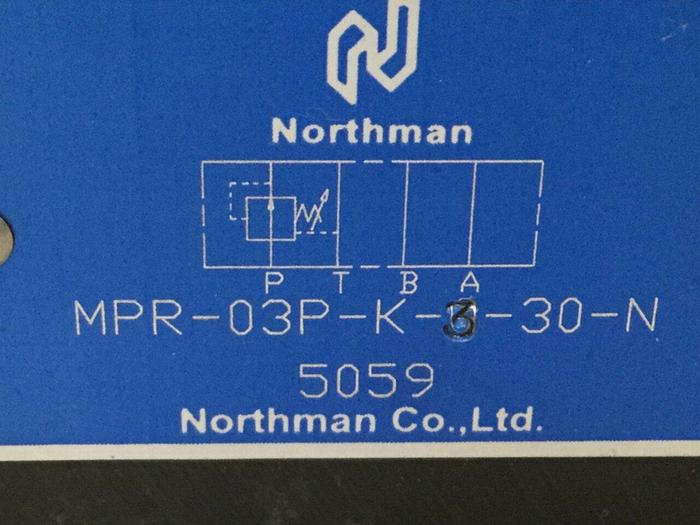 Northman
P T B A
MPR-03P-K-3-30-N
5059
Northman Co.,Ltd.